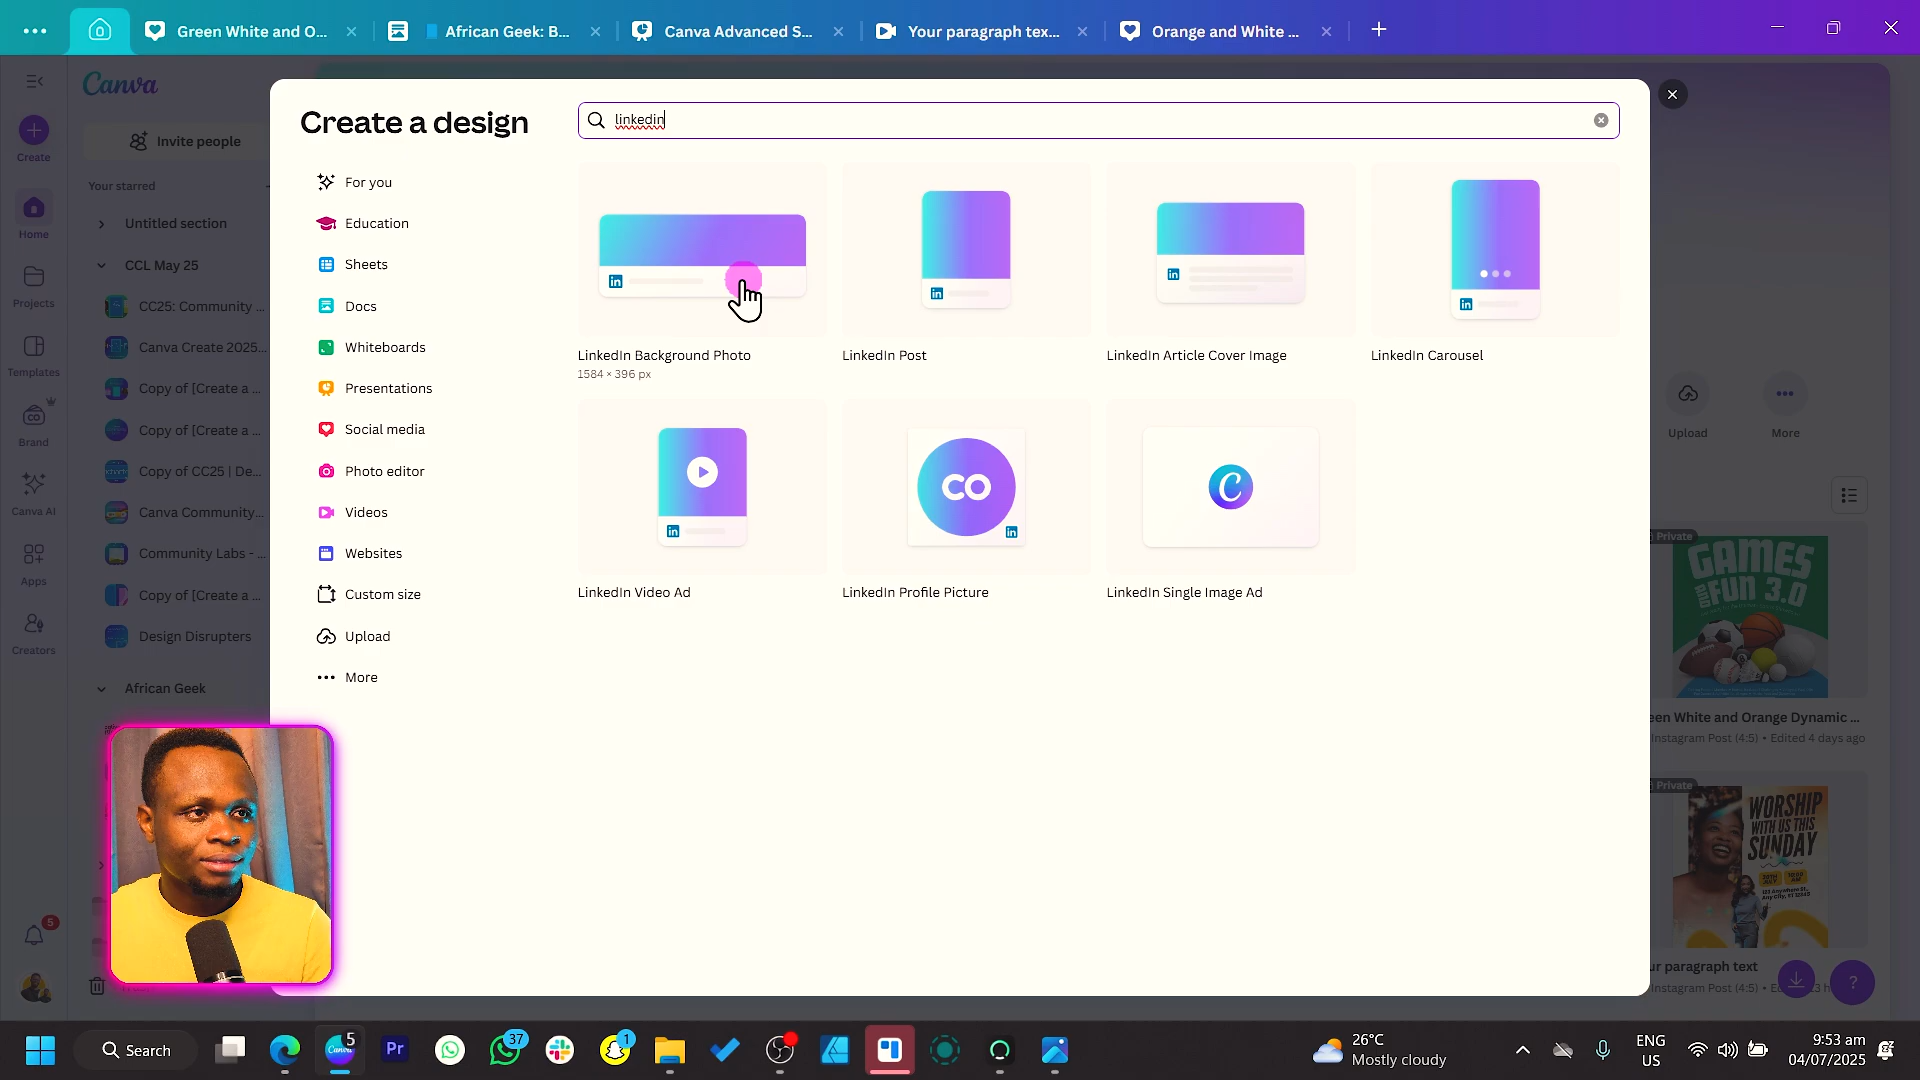 Green White and O...
African Geek: B...
Canva Advanced S...
Your paragraph tex...
Orange and White ...
Canva
Create
Home
Projects
Templates
Brand
Canva AI
Apps
Creators
5
Invite people
Your starred
Untitled section
CCL May 25
CC25: Community ...
Canva Create 2025...
Copy of [Create a ...
Copy of [Create a ...
Copy of CC25 | De...
Canva Community...
Community Labs - ...
Copy of [Create a ...
Design Disrupters
African Geek
Create a design
linkedin
For you
Education
Sheets
Docs
Whiteboards
Presentations
Social media
Photo editor
Videos
Websites
Custom size
Upload
More
LinkedIn Background Photo
1584 × 396 px
LinkedIn Post
LinkedIn Article Cover Image
LinkedIn Carousel
CO
LinkedIn Video Ad
LinkedIn Profile Picture
LinkedIn Single Image Ad
Upload
More
Private
GAMES
FUN 3.0
een White and Orange Dynamic ...
Instagram Post (4:5) • Edited 4 days ago
Private
WORSHIP
WITH US THIS
SUNDAY
ur paragraph text
Instagram Post (4:5)
?
Search
Canva
5
Pr
37
1
26°C
Mostly cloudy
ENG
US
9:53 am
04/07/2025